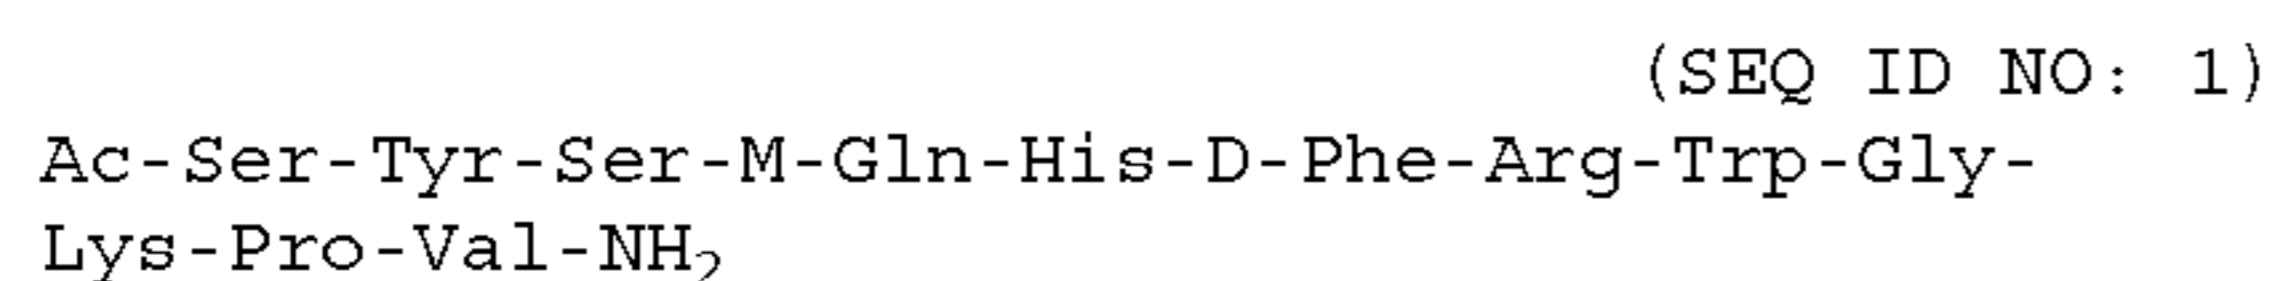 (SEQ ID NO: 1)
Ac-Ser-Tyr-Ser-M-Gln-His-D-Phe-Arg-Trp-Gly-
Lys-Pro-Val-NH₂